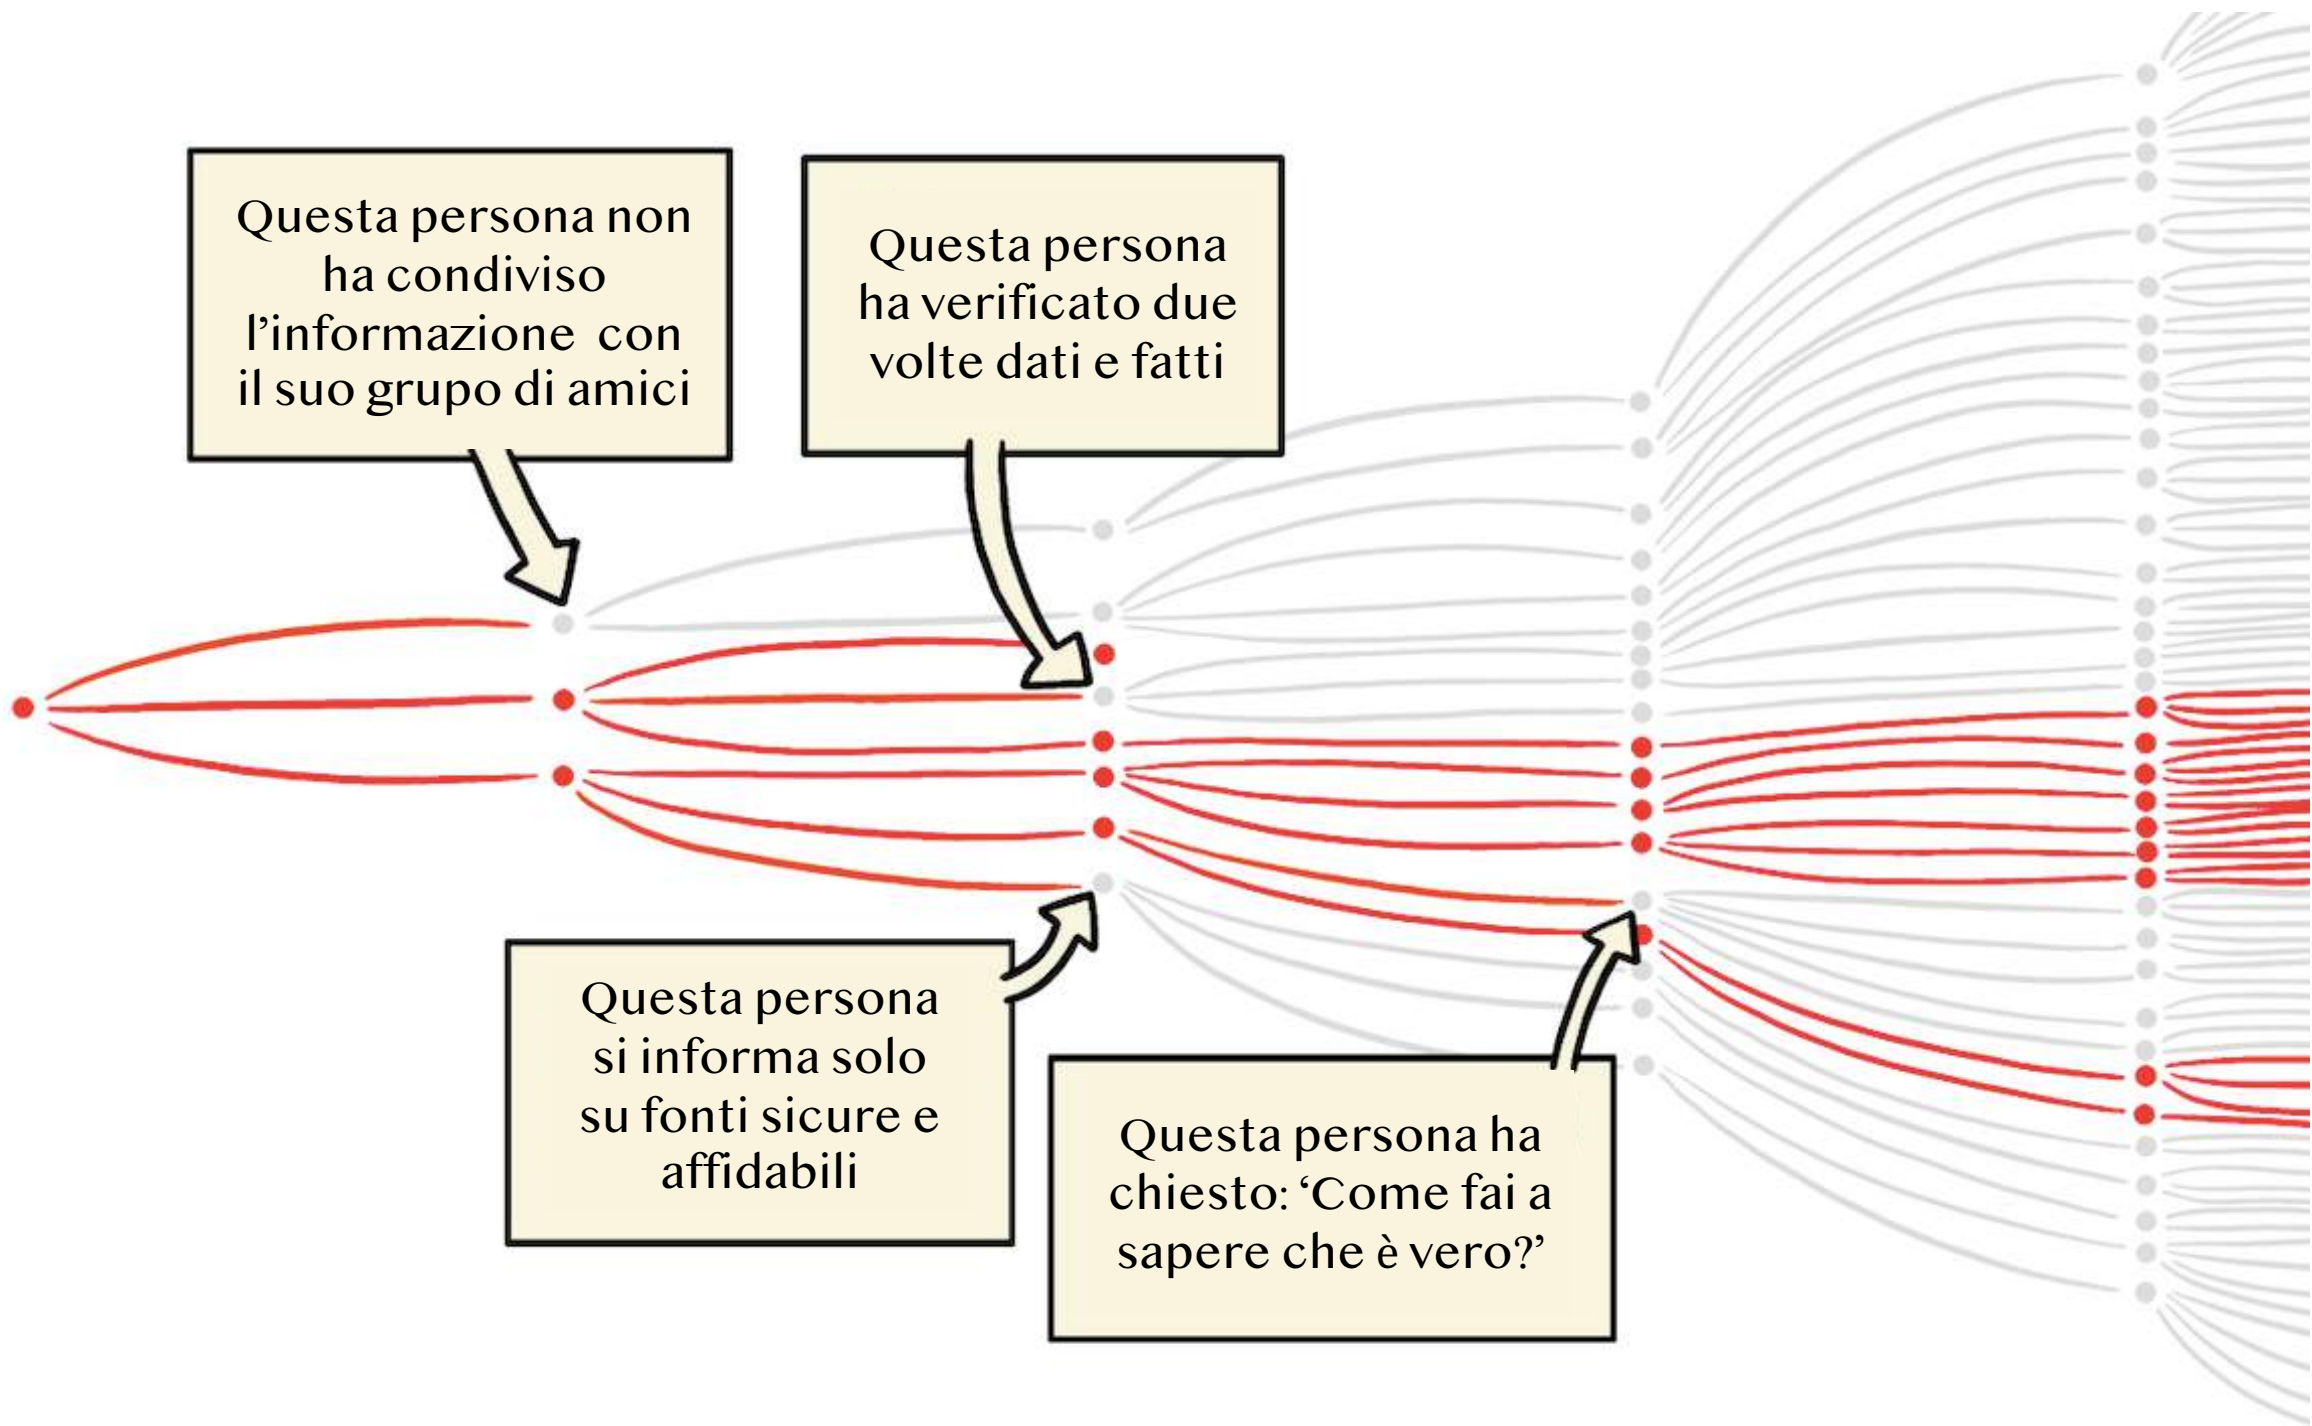 Questa persona non
ha condiviso
l’informazione  con
il suo grupo di amici
Questa persona
ha verificato due
volte dati e fatti
Questa persona
si informa solo
su fonti sicure e
affidabili
Questa persona ha
chiesto: ‘Come fai a
sapere che è vero?’